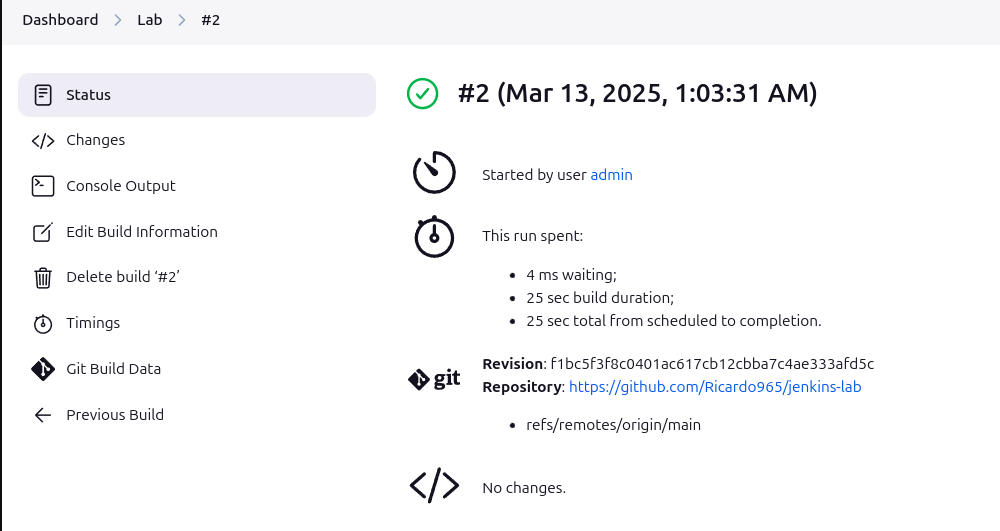 Dashboard > Lab > #2
Status
Changes
Console Output
Edit Build Information
Delete build ‘#2’
Timings
Git Build Data
Previous Build
#2 (Mar 13, 2025, 1:03:31 AM)
Started by user admin
This run spent:
4 ms waiting;
25 sec build duration;
25 sec total from scheduled to completion.
git
Revision: f1bc5f3f8c0401ac617cb12cbba7c4ae333afd5c
Repository: https://github.com/Ricardo965/jenkins-lab
refs/remotes/origin/main
No changes.